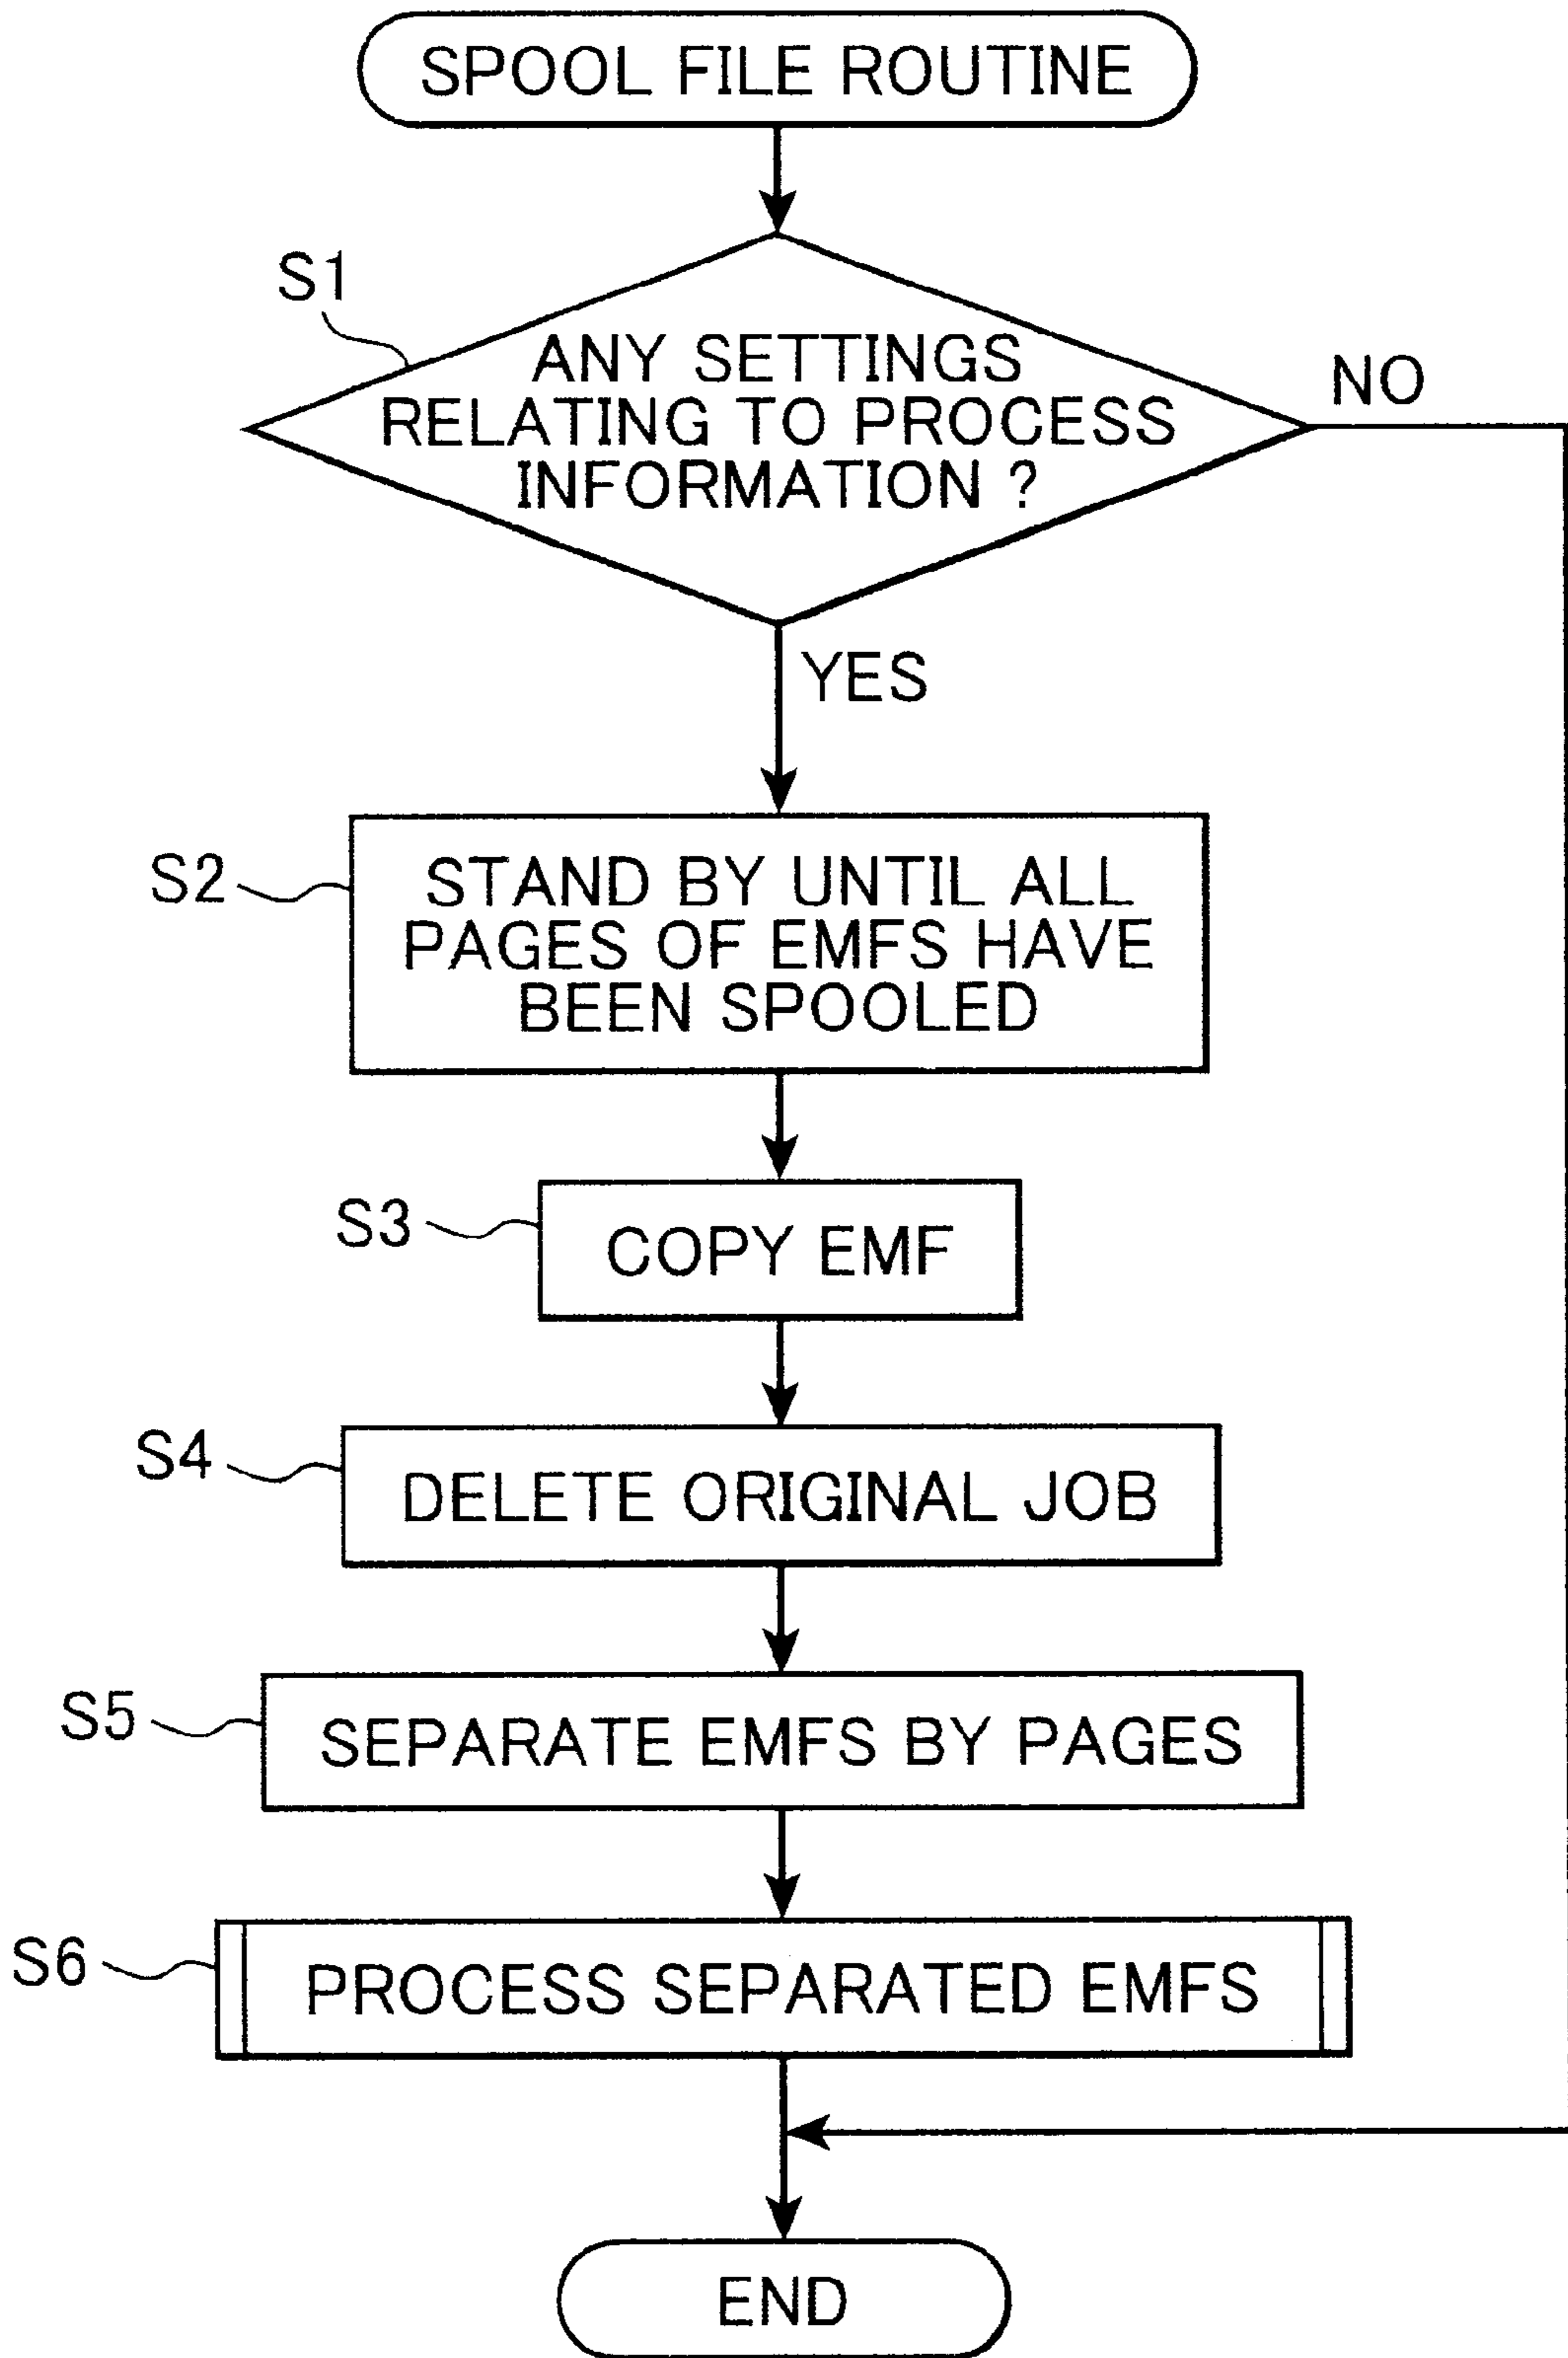 SPOOL FILE ROUTINE
S1
ANY SETTINGS
RELATING TO PROCESS
INFORMATION ?
NO
YES
S2
STAND BY UNTIL ALL
PAGES OF EMFS HAVE
BEEN SPOOLED
S3
COPY EMF
S4
DELETE ORIGINAL JOB
S5
SEPARATE EMFS BY PAGES
S6
PROCESS SEPARATED EMFS
END